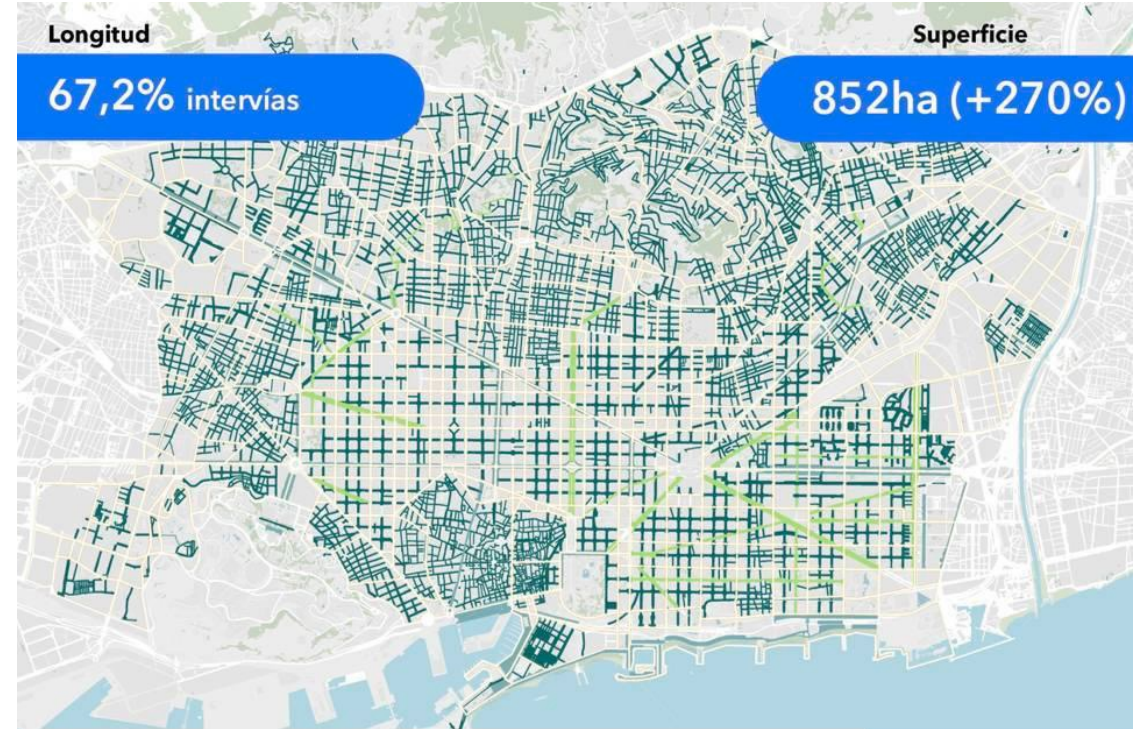 Longitud
67,2% intervías
Superficie
852ha (+270%)